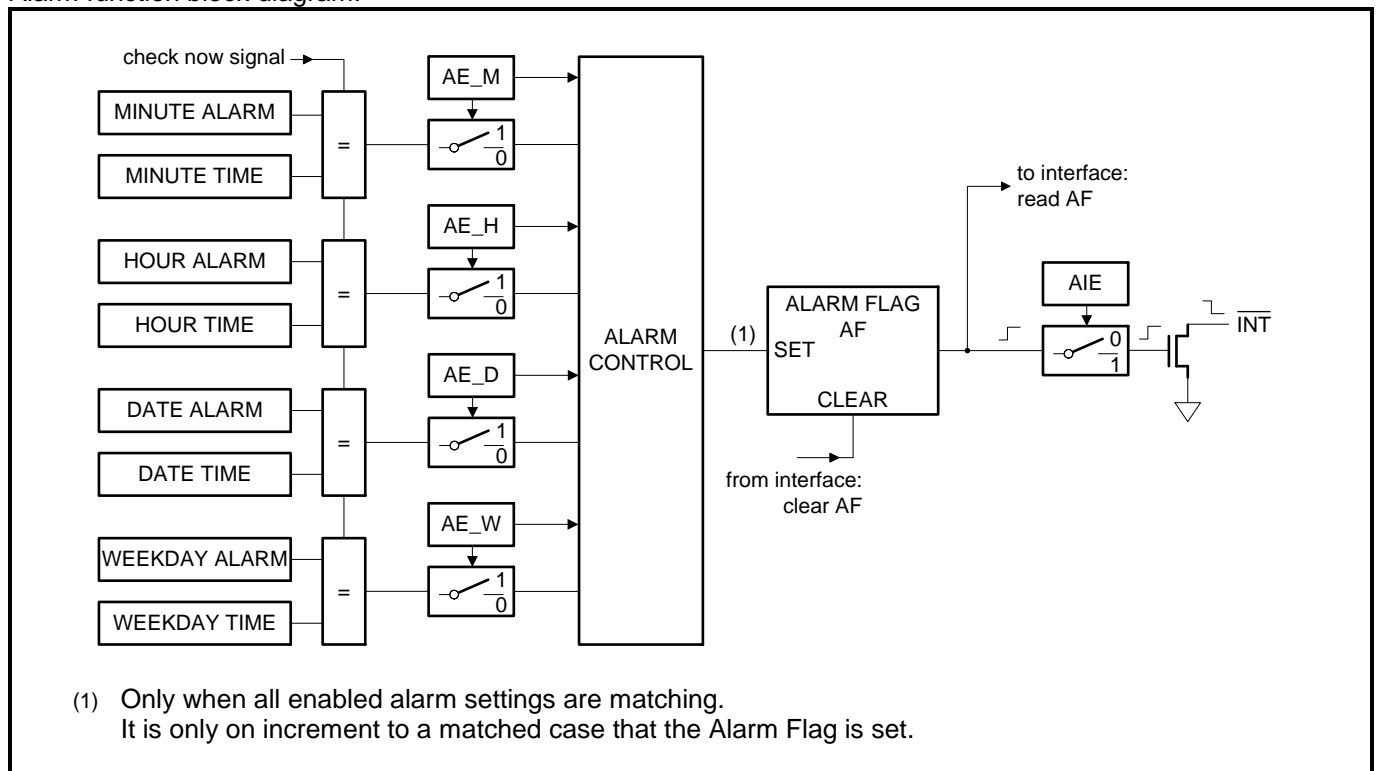 Alarm function block diagram:
check now signal
MINUTE ALARM
MINUTE TIME
=
AE_M
1
0
HOUR ALARM
HOUR TIME
=
AE_H
1
0
DATE ALARM
DATE TIME
=
AE_D
1
0
WEEKDAY ALARM
WEEKDAY TIME
=
AE_W
1
0
ALARM
CONTROL
(1)
ALARM FLAG
AF
SET
CLEAR
from interface:
clear AF
to interface:
read AF
AIE
0
1
INT
(1) Only when all enabled alarm settings are matching.
It is only on increment to a matched case that the Alarm Flag is set.